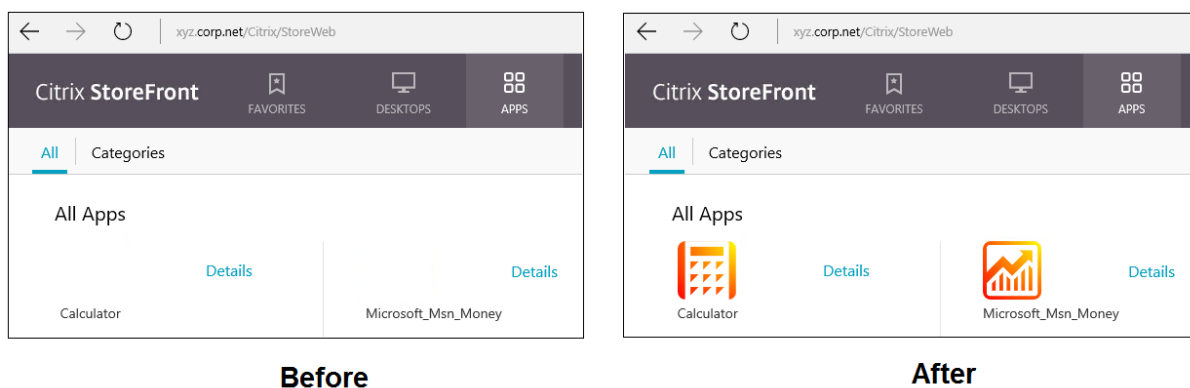 xyz.corp.net/Citrix/StoreWeb
Citrix StoreFront
FAVORITES
DESKTOPS
APPS
All
Categories
All Apps
Details
Details
Calculator
Microsoft_Msn_Money
Before
xyz.corp.net/Citrix/StoreWeb
Citrix StoreFront
FAVORITES
DESKTOPS
APPS
All
Categories
All Apps
Details
Details
Calculator
Microsoft_Msn_Money
After